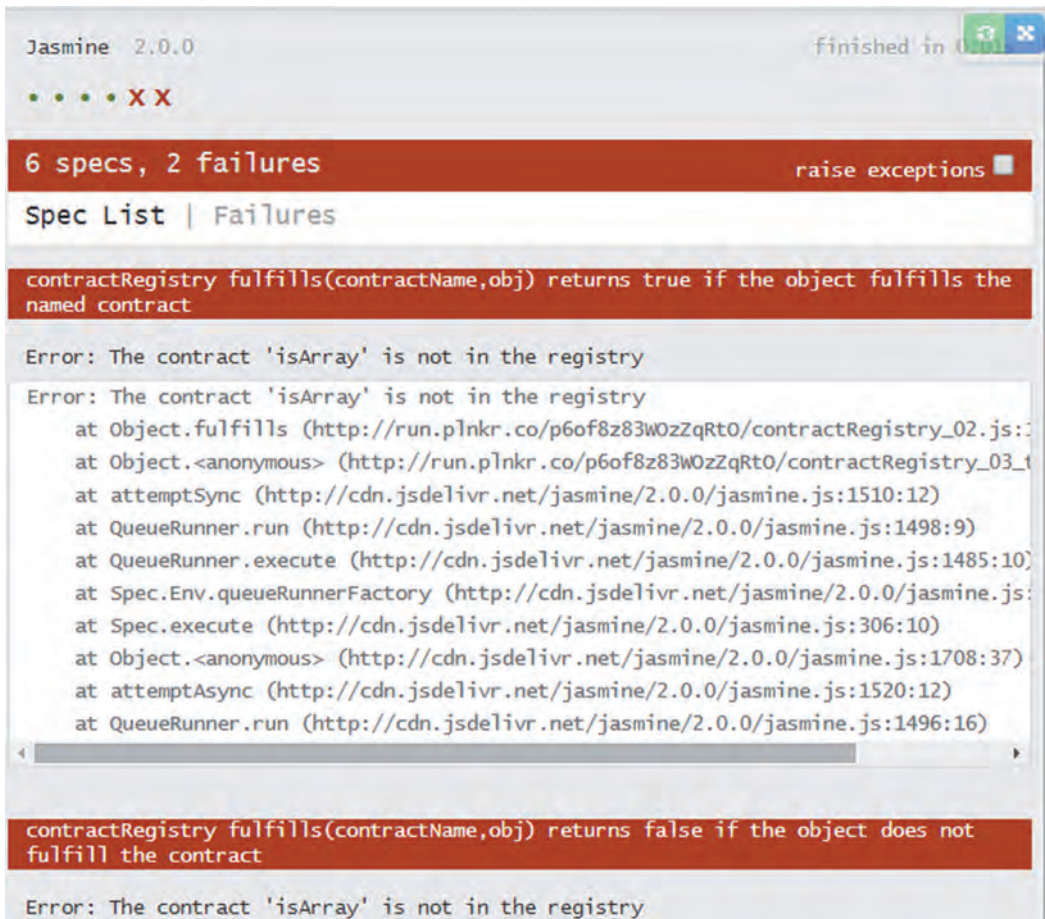 Jasmine 2.0.0
finished in
• • • • X X
6 specs, 2 failures
raise exceptions
Spec List | Failures
contractRegistry fulfills(contractName,obj) returns true if the object fulfills the
named contract
Error: The contract 'isArray' is not in the registry
Error: The contract 'isArray' is not in the registry
at Object.fulfills (http://run.plnkr.co/p6of8z83WOzZqRtO/contractRegistry_02.js:
at Object.<anonymous> (http://run.plnkr.co/p6of8z83WOzZqRtO/contractRegistry_03_t
at attemptSync (http://cdn.jsdelivr.net/jasmine/2.0.0/jasmine.js:1510:12)
at QueueRunner.run (http://cdn.jsdelivr.net/jasmine/2.0.0/jasmine.js:1498:9)
at QueueRunner.execute (http://cdn.jsdelivr.net/jasmine/2.0.0/jasmine.js:1485:10)
at Spec.Env.queueRunnerFactory (http://cdn.jsdelivr.net/jasmine/2.0.0/jasmine.js:
at Spec.execute (http://cdn.jsdelivr.net/jasmine/2.0.0/jasmine.js:306:10)
at Object.<anonymous> (http://cdn.jsdelivr.net/jasmine/2.0.0/jasmine.js:1708:37)
at attemptAsync (http://cdn.jsdelivr.net/jasmine/2.0.0/jasmine.js:1520:12)
at QueueRunner.run (http://cdn.jsdelivr.net/jasmine/2.0.0/jasmine.js:1496:16)
contractRegistry fulfills(contractName,obj) returns false if the object does not
fulfill the contract
Error: The contract 'isArray' is not in the registry